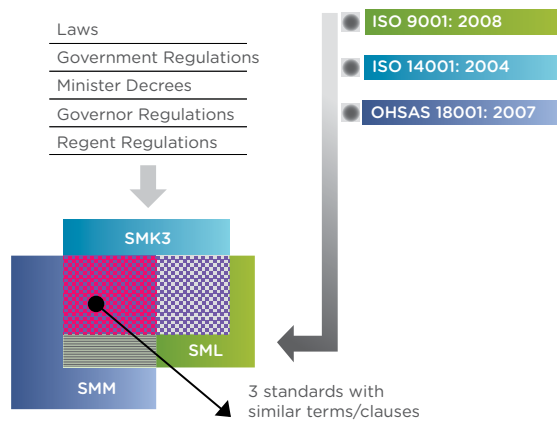 Laws
Government Regulations
Minister Decrees
Governor Regulations
Regent Regulations
ISO 9001: 2008
ISO 14001: 2004
OHSAS 18001: 2007
SMK3
SML
SMM
3 standards with
similar terms/clauses